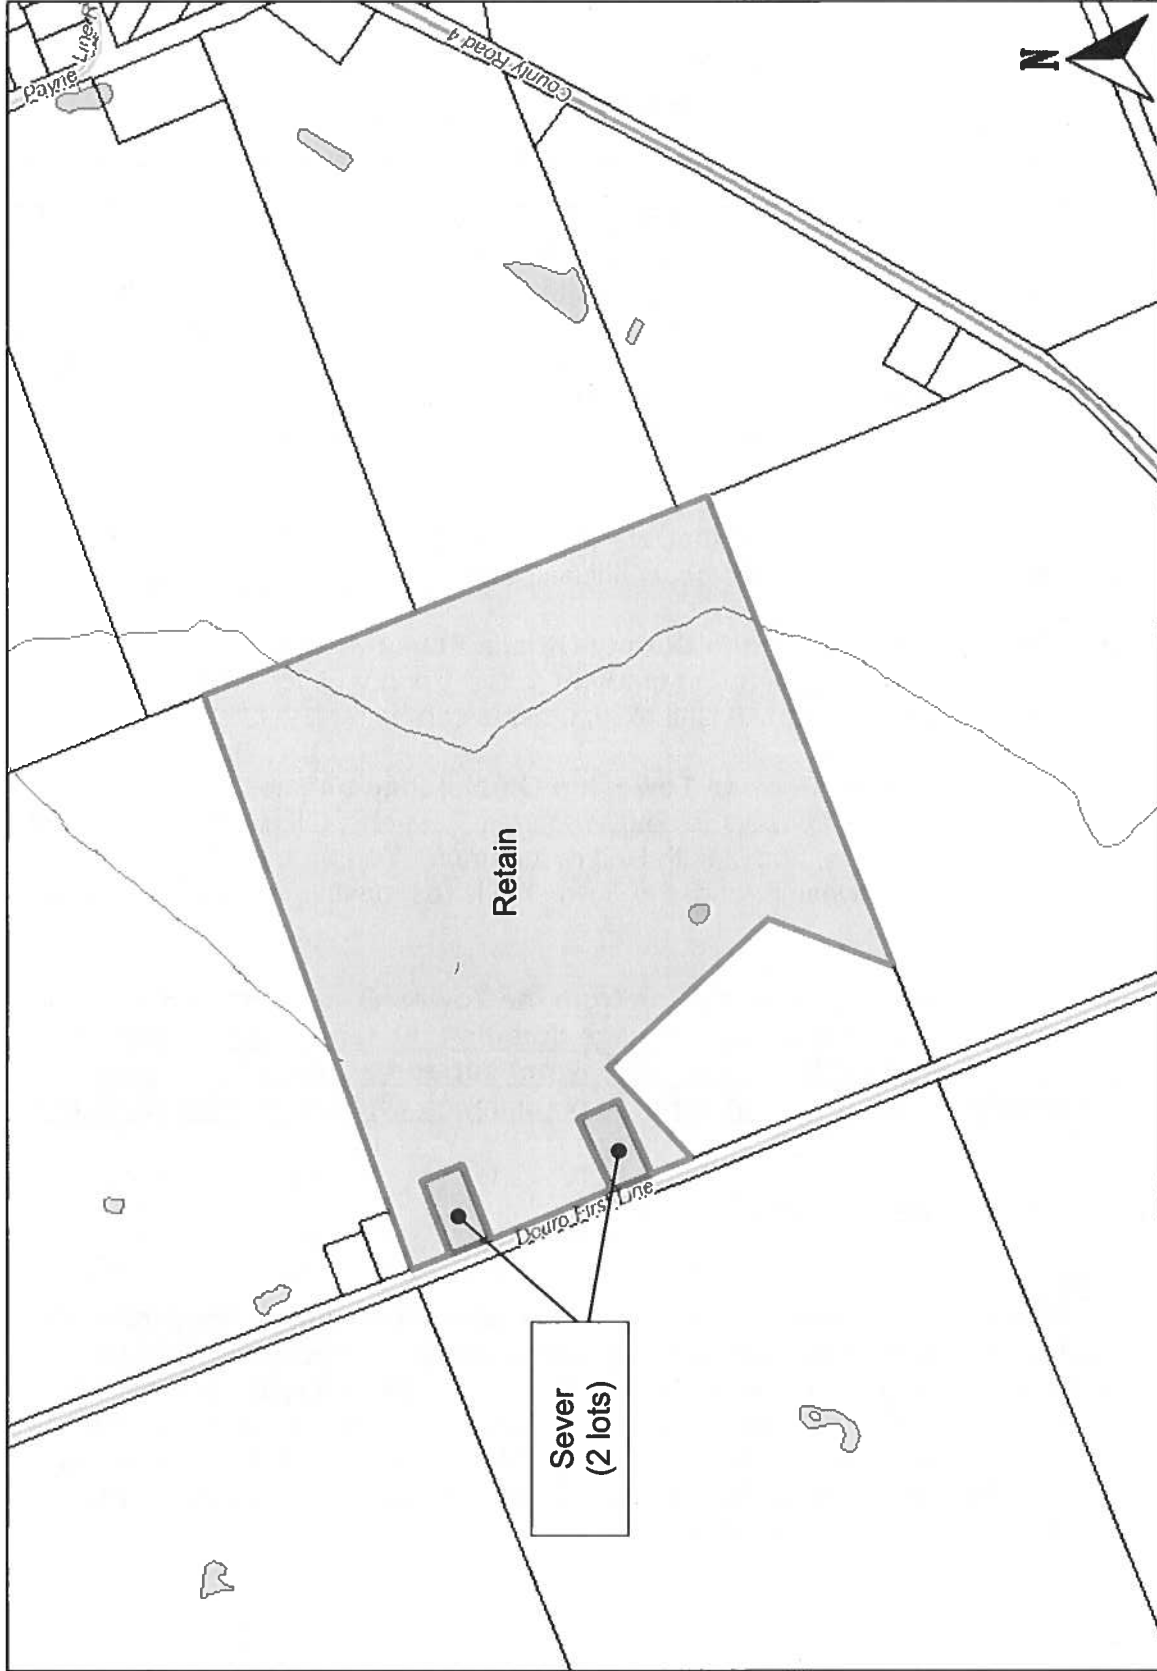 Payne Line
County Road 4
N
Retain
Douro First Line
Sever
(2 lots)